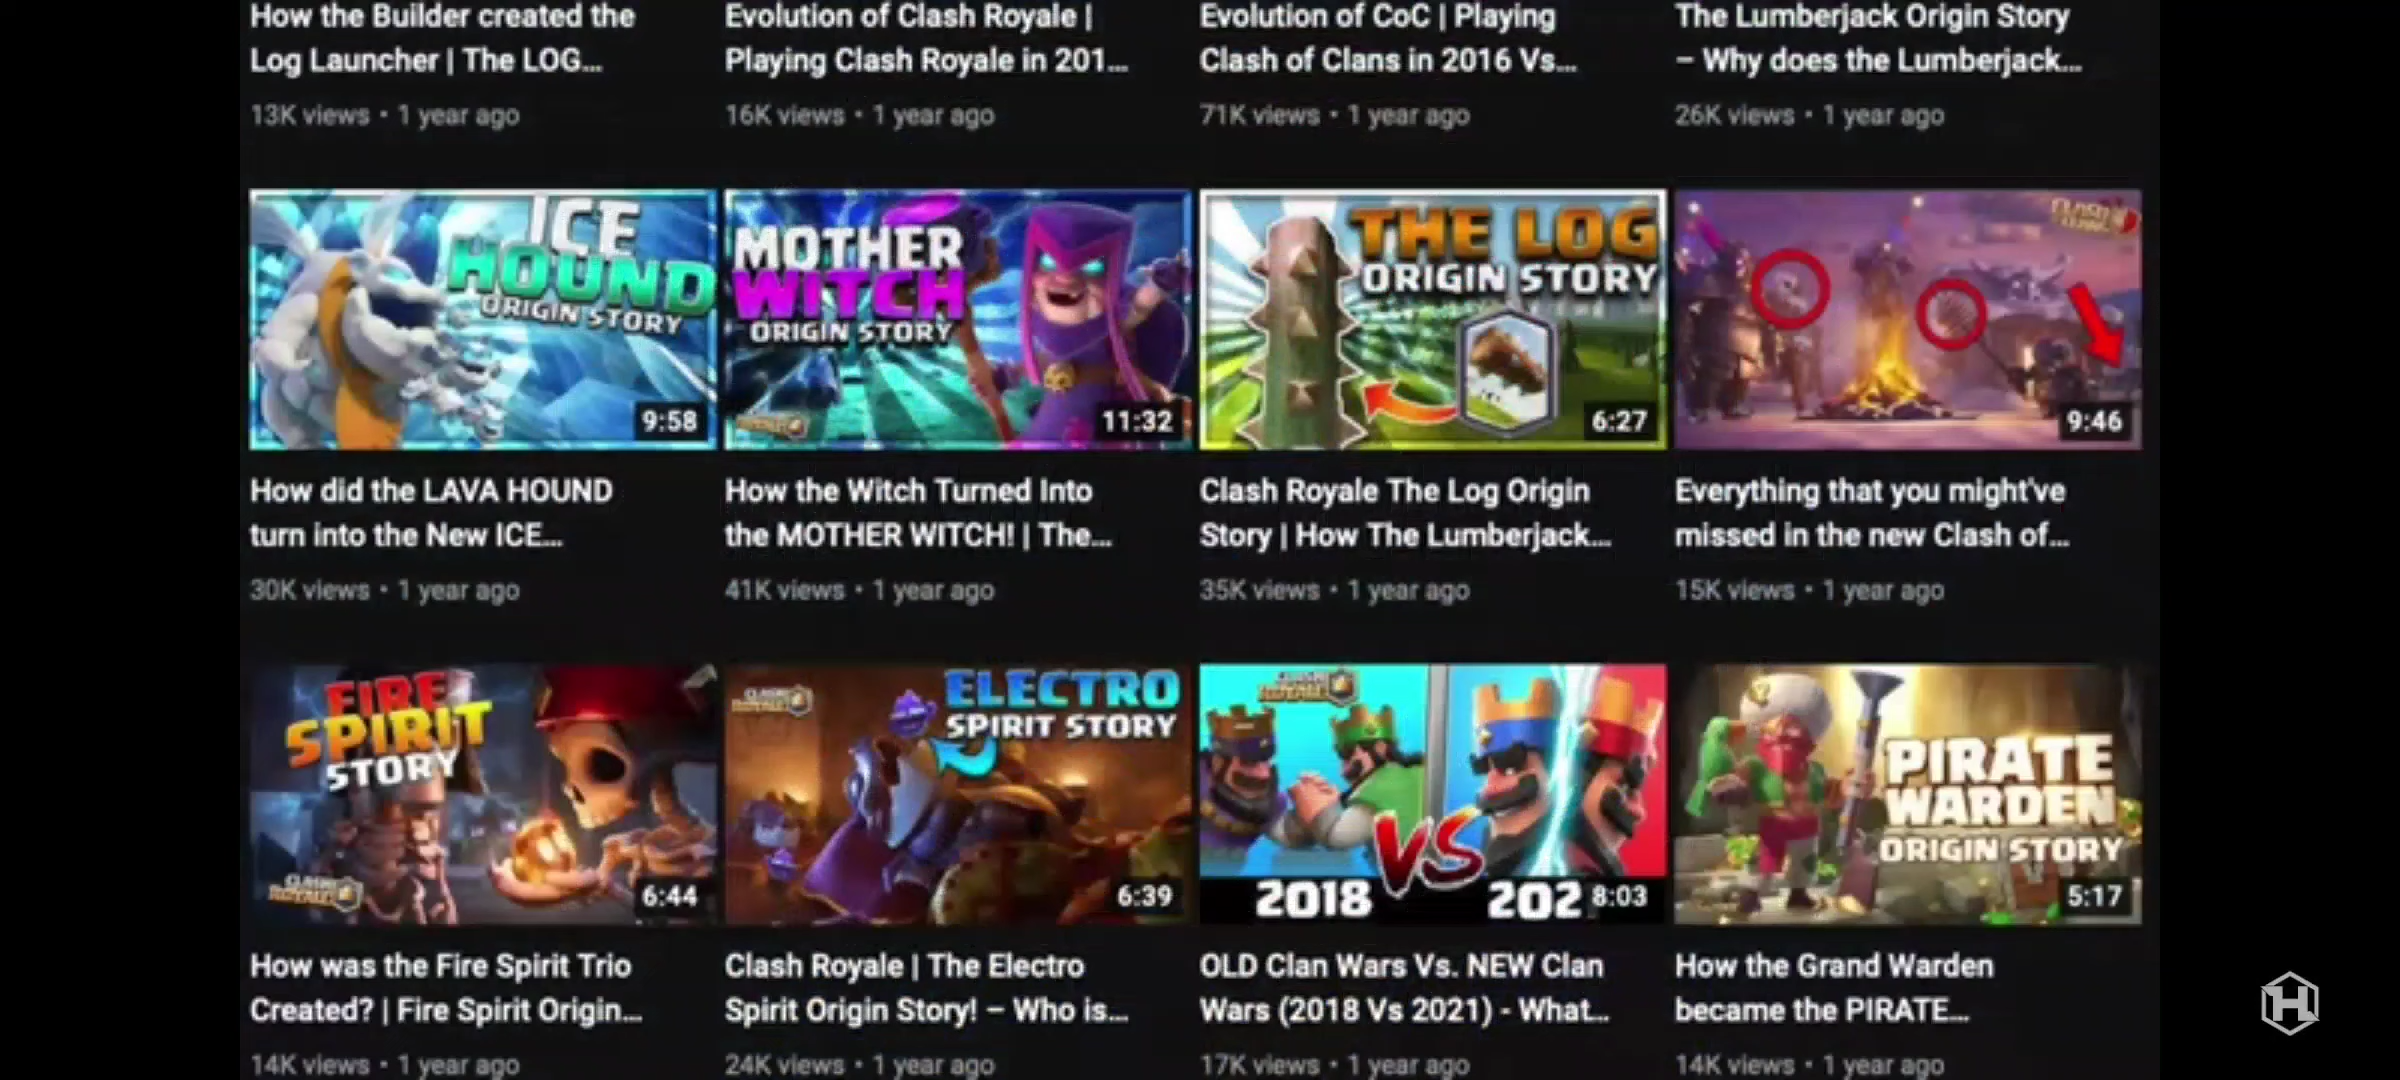 How the Builder created the
Log Launcher | The LOG...
13K views • 1 year ago
Evolution of Clash Royale |
Playing Clash Royale in 201...
16K views • 1 year ago
Evolution of CoC | Playing
Clash of Clans in 2016 Vs...
71K views • 1 year ago
The Lumberjack Origin Story
– Why does the Lumberjack...
26K views • 1 year ago
ICE
HOUND
ORIGIN STORY
9:58
How did the LAVA HOUND
turn into the New ICE...
30K views • 1 year ago
MOTHER
WITCH
ORIGIN STORY
11:32
How the Witch Turned Into
the MOTHER WITCH! | The...
41K views • 1 year ago
THE LOG
ORIGIN STORY
6:27
Clash Royale The Log Origin
Story | How The Lumberjack...
35K views • 1 year ago
9:46
Everything that you might've
missed in the new Clash of...
15K views • 1 year ago
FIRE
SPIRIT
STORY
CLASH
ROYALE
6:44
How was the Fire Spirit Trio
Created? | Fire Spirit Origin...
14K views • 1 year ago
CLASH
ROYALE
ELECTRO
SPIRIT STORY
6:39
Clash Royale | The Electro
Spirit Origin Story! – Who is...
24K views • 1 year ago
CLASH
ROYALE
VS
2018
202
8:03
OLD Clan Wars Vs. NEW Clan
Wars (2018 Vs 2021) - What...
17K views • 1 year ago
PIRATE
WARDEN
ORIGIN STORY
5:17
How the Grand Warden
became the PIRATE...
14K views • 1 year ago
H